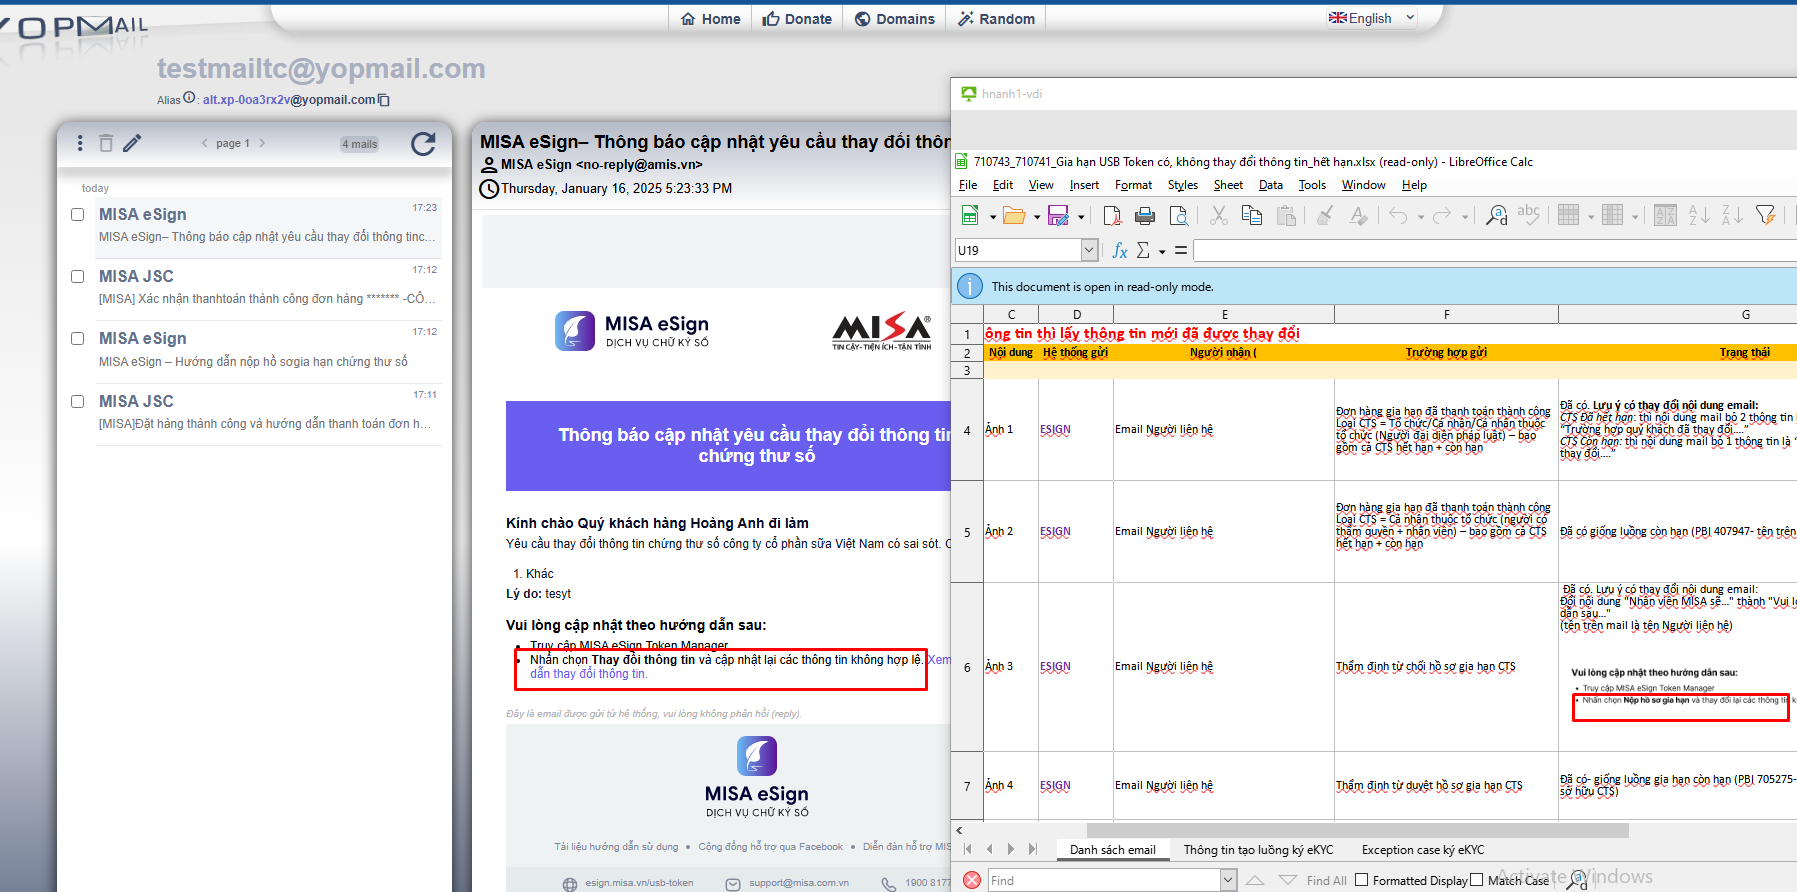 YOPMAIL
Home
Donate
Domains
Random
English
testmailtc@yopmail.com
Alias : alt.xp-0oa3rx2v@yopmail.com
page 1
4 mails
today
MISA eSign 17:23
MISA eSign– Thông báo cập nhật yêu cầu thay đổi thông tinc...
MISA JSC 17:12
[MISA] Xác nhận thanhtoán thành công đơn hàng ******* -CÔ...
MISA eSign 17:12
MISA eSign – Hướng dẫn nộp hồ sơgia hạn chứng thư số
MISA JSC 17:11
[MISA]Đặt hàng thành công và hướng dẫn thanh toán đơn h...
MISA eSign– Thông báo cập nhật yêu cầu thay đổi thôn
MISA eSign <no-reply@amis.vn>
Thursday, January 16, 2025 5:23:33 PM
MISA eSign
DỊCH VỤ CHỮ KÝ SỐ
MISA®
TIN CẬY-TIỆN ÍCH-TẬN TÌNH
Thông báo cập nhật yêu cầu thay đổi thông tin
chứng thư số
Kính chào Quý khách hàng Hoàng Anh đi làm
Yêu cầu thay đổi thông tin chứng thư số công ty cổ phần sữa Việt Nam có sai sót. C
1. Khác
Lý do: tesyt
Vui lòng cập nhật theo hướng dẫn sau:
Truy cập MISA eSign Token Manager
Nhấn chọn Thay đổi thông tin và cập nhật lại các thông tin không hợp lệ. Xem
dẫn thay đổi thông tin.
Đây là email được gửi từ hệ thống, vui lòng không phản hồi (reply).
MISA eSign
DỊCH VỤ CHỮ KÝ SỐ
Tài liệu hướng dẫn sử dụng • Cộng đồng hỗ trợ qua Facebook • Diễn đàn hỗ trợ MIS
esign.misa.vn/usb-token
support@misa.com.vn
1900 8177
hnanh1-vdi
710743_710741_Gia hạn USB Token có, không thay đổi thông tin_hết hạn.xlsx (read-only) - LibreOffice Calc
File Edit View Insert Format Styles Sheet Data Tools Window Help
U19
This document is open in read-only mode.
C D E F G
1 ông tin thì lấy thông tin mới đã được thay đổi
2 Nội dung Hệ thống gửi Người nhận ( Trường hợp gửi Trạng thái
3
4 Ảnh 1 ESIGN Email Người liên hệ
Đơn hàng gia hạn đã thanh toán thành công
Loại CTS = Tổ chức/Cá nhân/Cá nhân thuộc
tổ chức (Người đại diện pháp luật) – bao
gồm cả CTS hết hạn + còn hạn
Đã có. Lưu ý có thay đổi nội dung email:
CTS Đã hết hạn: thì nội dung mail bỏ 2 thông tin
“Trường hợp quý khách đã thay đổi....”
CTS Còn hạn: thì nội dung mail bỏ 1 thông tin là “
thay đổi....”
5 Ảnh 2 ESIGN Email Người liên hệ
Đơn hàng gia hạn đã thanh toán thành công
Loại CTS = Cá nhân thuộc tổ chức (người có
thẩm quyền + nhân viên) – bao gồm cả CTS
hết hạn + còn hạn
Đã có giống luồng còn hạn (PBI 407947- tên trên
6 Ảnh 3 ESIGN Email Người liên hệ
Thẩm định từ chối hồ sơ gia hạn CTS
Đã có. Lưu ý có thay đổi nội dung email:
Đổi nội dung "Nhân viên MISA sẽ..." thành "Vui lò
dẫn sau..."
(tên trên mail là tên Người liên hệ)
Vui lòng cập nhật theo hướng dẫn sau:
Truy cập MISA eSign Token Manager
Nhấn chọn Nộp hồ sơ gia hạn và thay đổi lại các thông tin k
7 Ảnh 4 ESIGN Email Người liên hệ
Thẩm định từ duyệt hồ sơ gia hạn CTS
Đã có- giống luồng gia hạn còn hạn (PBI 705275-
sở hữu CTS)
Danh sách email
Thông tin tạo luồng ký eKYC
Exception case ký eKYC
Find
Find All
Formatted Display
Match Case
Activate Windows